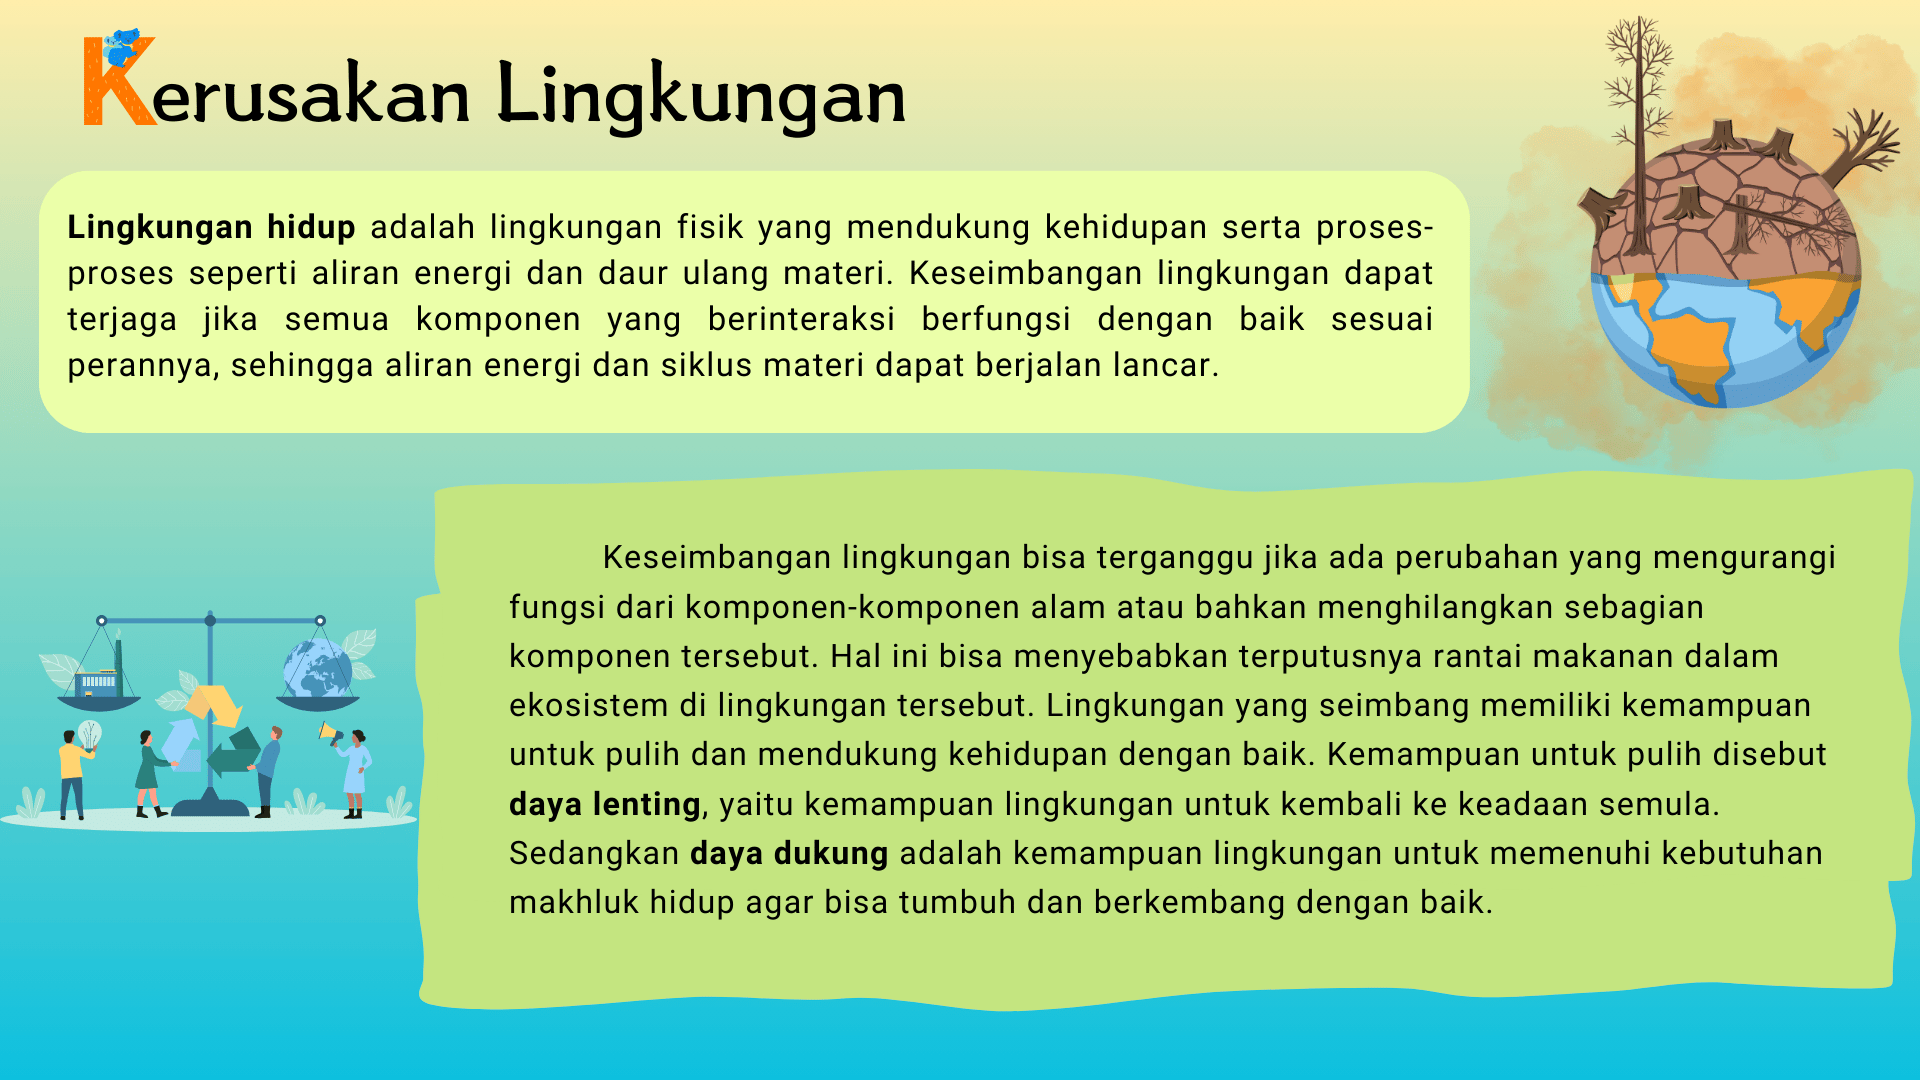 Kerusakan Lingkungan
Lingkungan hidup adalah lingkungan fisik yang mendukung kehidupan serta proses-
proses seperti aliran energi dan daur ulang materi. Keseimbangan lingkungan dapat
terjaga jika semua komponen yang berinteraksi berfungsi dengan baik sesuai
perannya, sehingga aliran energi dan siklus materi dapat berjalan lancar.
Keseimbangan lingkungan bisa terganggu jika ada perubahan yang mengurangi
fungsi dari komponen-komponen alam atau bahkan menghilangkan sebagian
komponen tersebut. Hal ini bisa menyebabkan terputusnya rantai makanan dalam
ekosistem di lingkungan tersebut. Lingkungan yang seimbang memiliki kemampuan
untuk pulih dan mendukung kehidupan dengan baik. Kemampuan untuk pulih disebut
daya lenting, yaitu kemampuan lingkungan untuk kembali ke keadaan semula.
Sedangkan daya dukung adalah kemampuan lingkungan untuk memenuhi kebutuhan
makhluk hidup agar bisa tumbuh dan berkembang dengan baik.